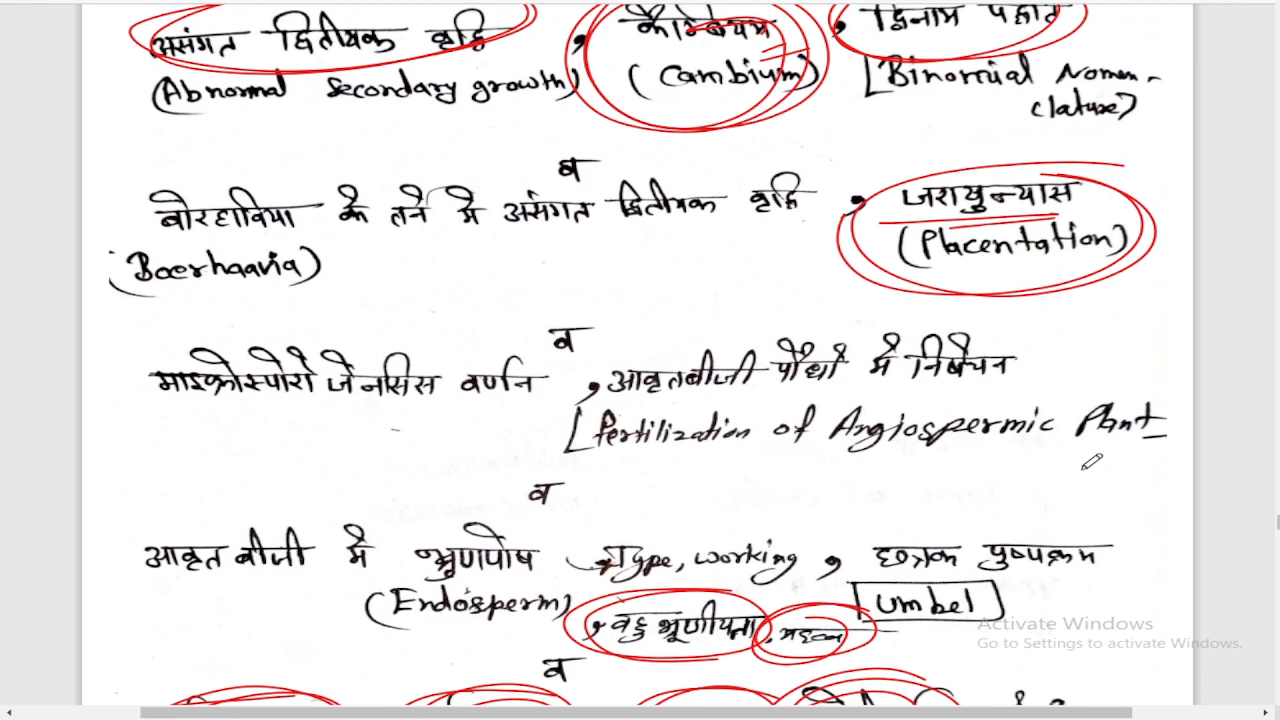 असंगत द्वितीयक वृद्धि , कैम्बियम , द्विनाम पद्धति
(Abnormal Secondary growth) (Cambium) [Binomial Nomen-
clature)
व
बोरहाविया के तने में असंगत द्वितीयक वृद्धि , जरायुन्यास
(Boerhaavia) (Placentation)
व
माइक्रोस्पोरोजेनसिस वर्णन , आवृतबीजी पौधों में निषेचन
[fertilization of Angiospermic Plant
व
आवृत बीजी में भ्रुणपोष → Type, working , छत्रक पुष्पक्रम
(Endosperm) [Umbel]
, बहुभ्रूणीयता , महत्व
व
Activate Windows
Go to Settings to activate Windows.